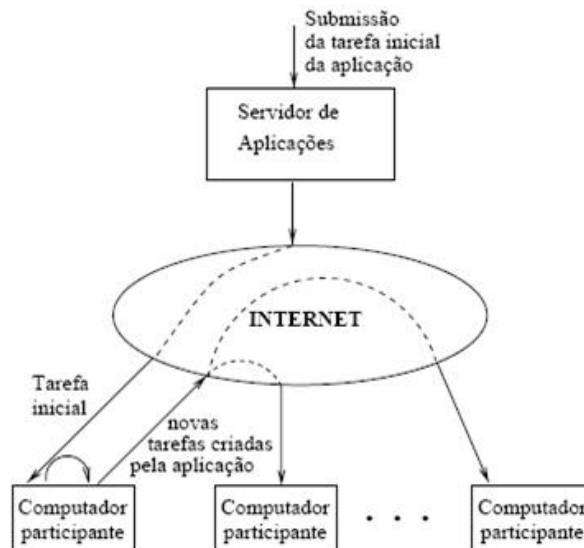 Submissão
da tarefa inicial
da aplicação
Servidor de
Aplicações
INTERNET
Tarefa
inicial
novas
tarefas criadas
pela aplicação
Computador
participante
Computador
participante
. . .
Computador
participante